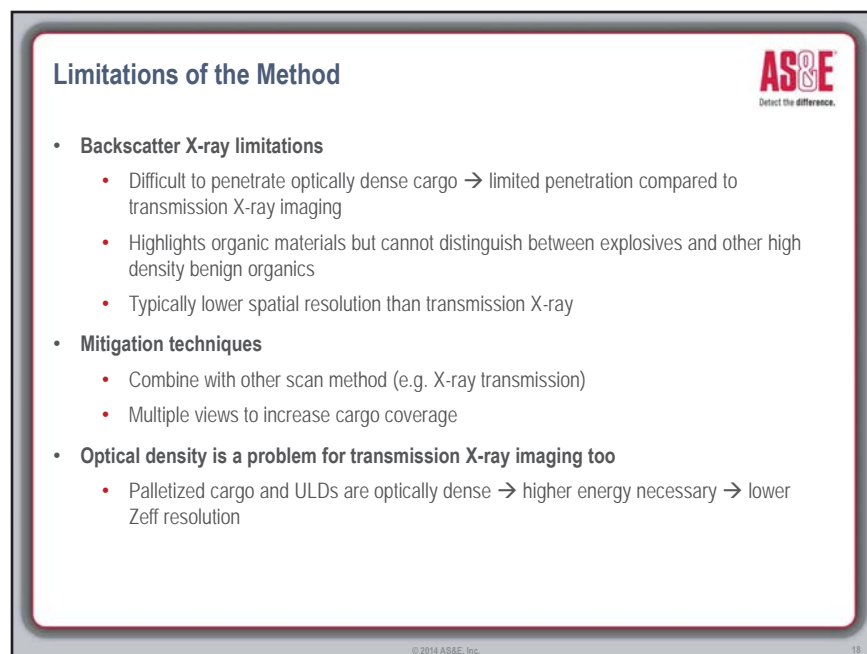 Limitations of the Method
AS&E
Detect the difference.
• Backscatter X-ray limitations
• Difficult to penetrate optically dense cargo → limited penetration compared to
transmission X-ray imaging
• Highlights organic materials but cannot distinguish between explosives and other high
density benign organics
• Typically lower spatial resolution than transmission X-ray
• Mitigation techniques
• Combine with other scan method (e.g. X-ray transmission)
• Multiple views to increase cargo coverage
• Optical density is a problem for transmission X-ray imaging too
• Palletized cargo and ULDs are optically dense → higher energy necessary → lower
Zeff resolution
© 2014 AS&E, Inc.
18